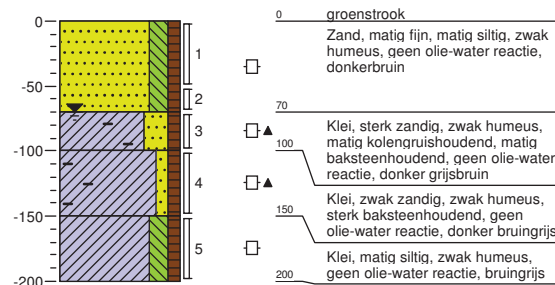 0
-50
-100
-150
-200
1
2
3
4
5
0 groenstrook
Zand, matig fijn, matig siltig, zwak
humeus, geen olie-water reactie,
donkerbruin
70
Klei, sterk zandig, zwak humeus,
matig kolengruishoudend, matig
baksteenhoudend, geen olie-water
reactie, donker grijsbruin
100
Klei, zwak zandig, zwak humeus,
sterk baksteenhoudend, geen
olie-water reactie, donker bruingrijs
150
Klei, matig siltig, zwak humeus,
geen olie-water reactie, bruingrijs
200